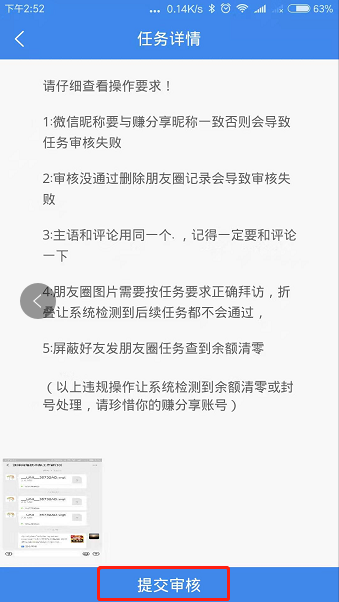 下午2:52
0.14K/s
63%
任务详情
请仔细查看操作要求！
1:微信昵称要与赚分享昵称一致否则会导致
任务审核失败
2:审核没通过删除朋友圈记录会导致审核失
败
3:主语和评论用同一个. ，记得一定要和评论
一下
4:朋友圈图片需要按任务要求正确拜访，折
叠让系统检测到后续任务都不会通过，
5:屏蔽好友发朋友圈任务查到余额清零
（以上违规操作让系统检测到余额清零或封
号处理，请珍惜你的赚分享账号）
提交审核